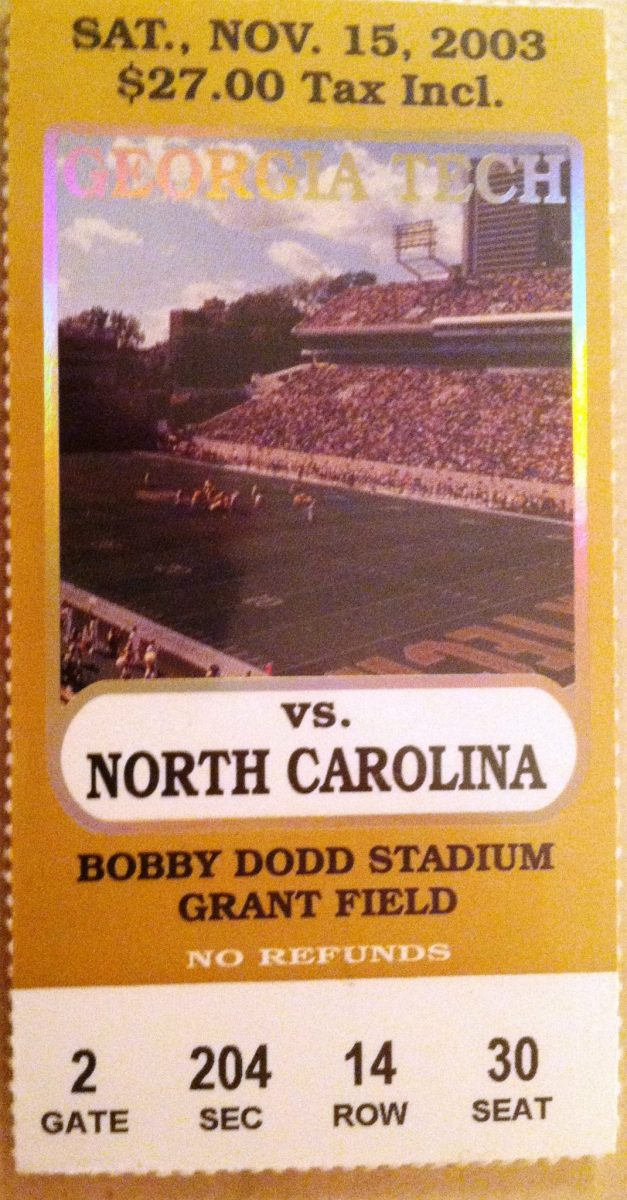 SAT., NOV. 15, 2003
$27.00 Tax Incl.
GEORGIA TECH
VS.
NORTH CAROLINA
BOBBY DODD STADIUM
GRANT FIELD
NO REFUNDS
2 204 14 30
GATE SEC ROW SEAT